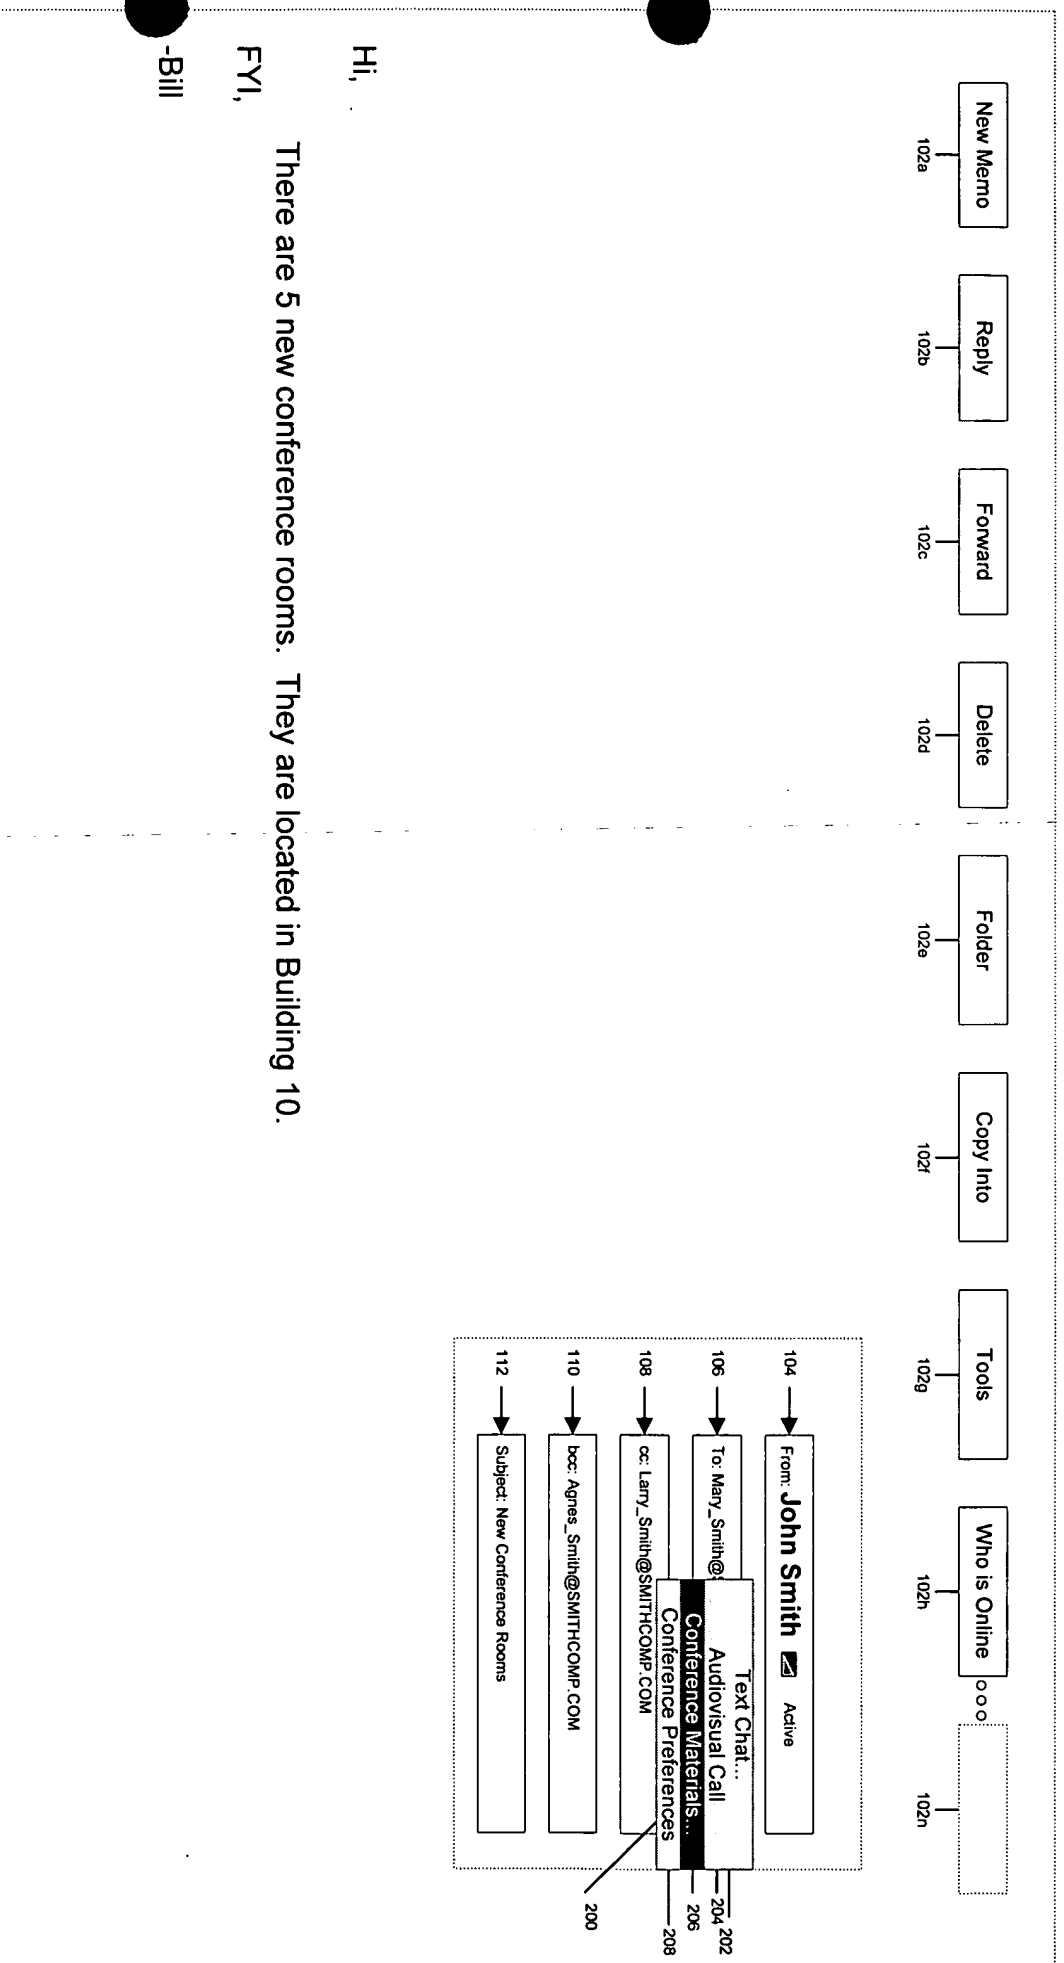 New Memo
Reply
Forward
Delete
Folder
Copy Into
Tools
Who is Online
102a
102b
102c
102d
102e
102f
102g
102h
102n
104
From: John Smith Active
106
To: Mary_Smith@S
108
cc: Larry_Smith@SMITHCOMP.COM
110
bcc: Agnes_Smith@SMITHCOMP.COM
112
Subject: New Conference Rooms
Text Chat...
Audiovisual Call
Conference Materials...
Conference Preferences
202
204
206
208
200
Hi,
There are 5 new conference rooms. They are located in Building 10.
FYI,
-Bill